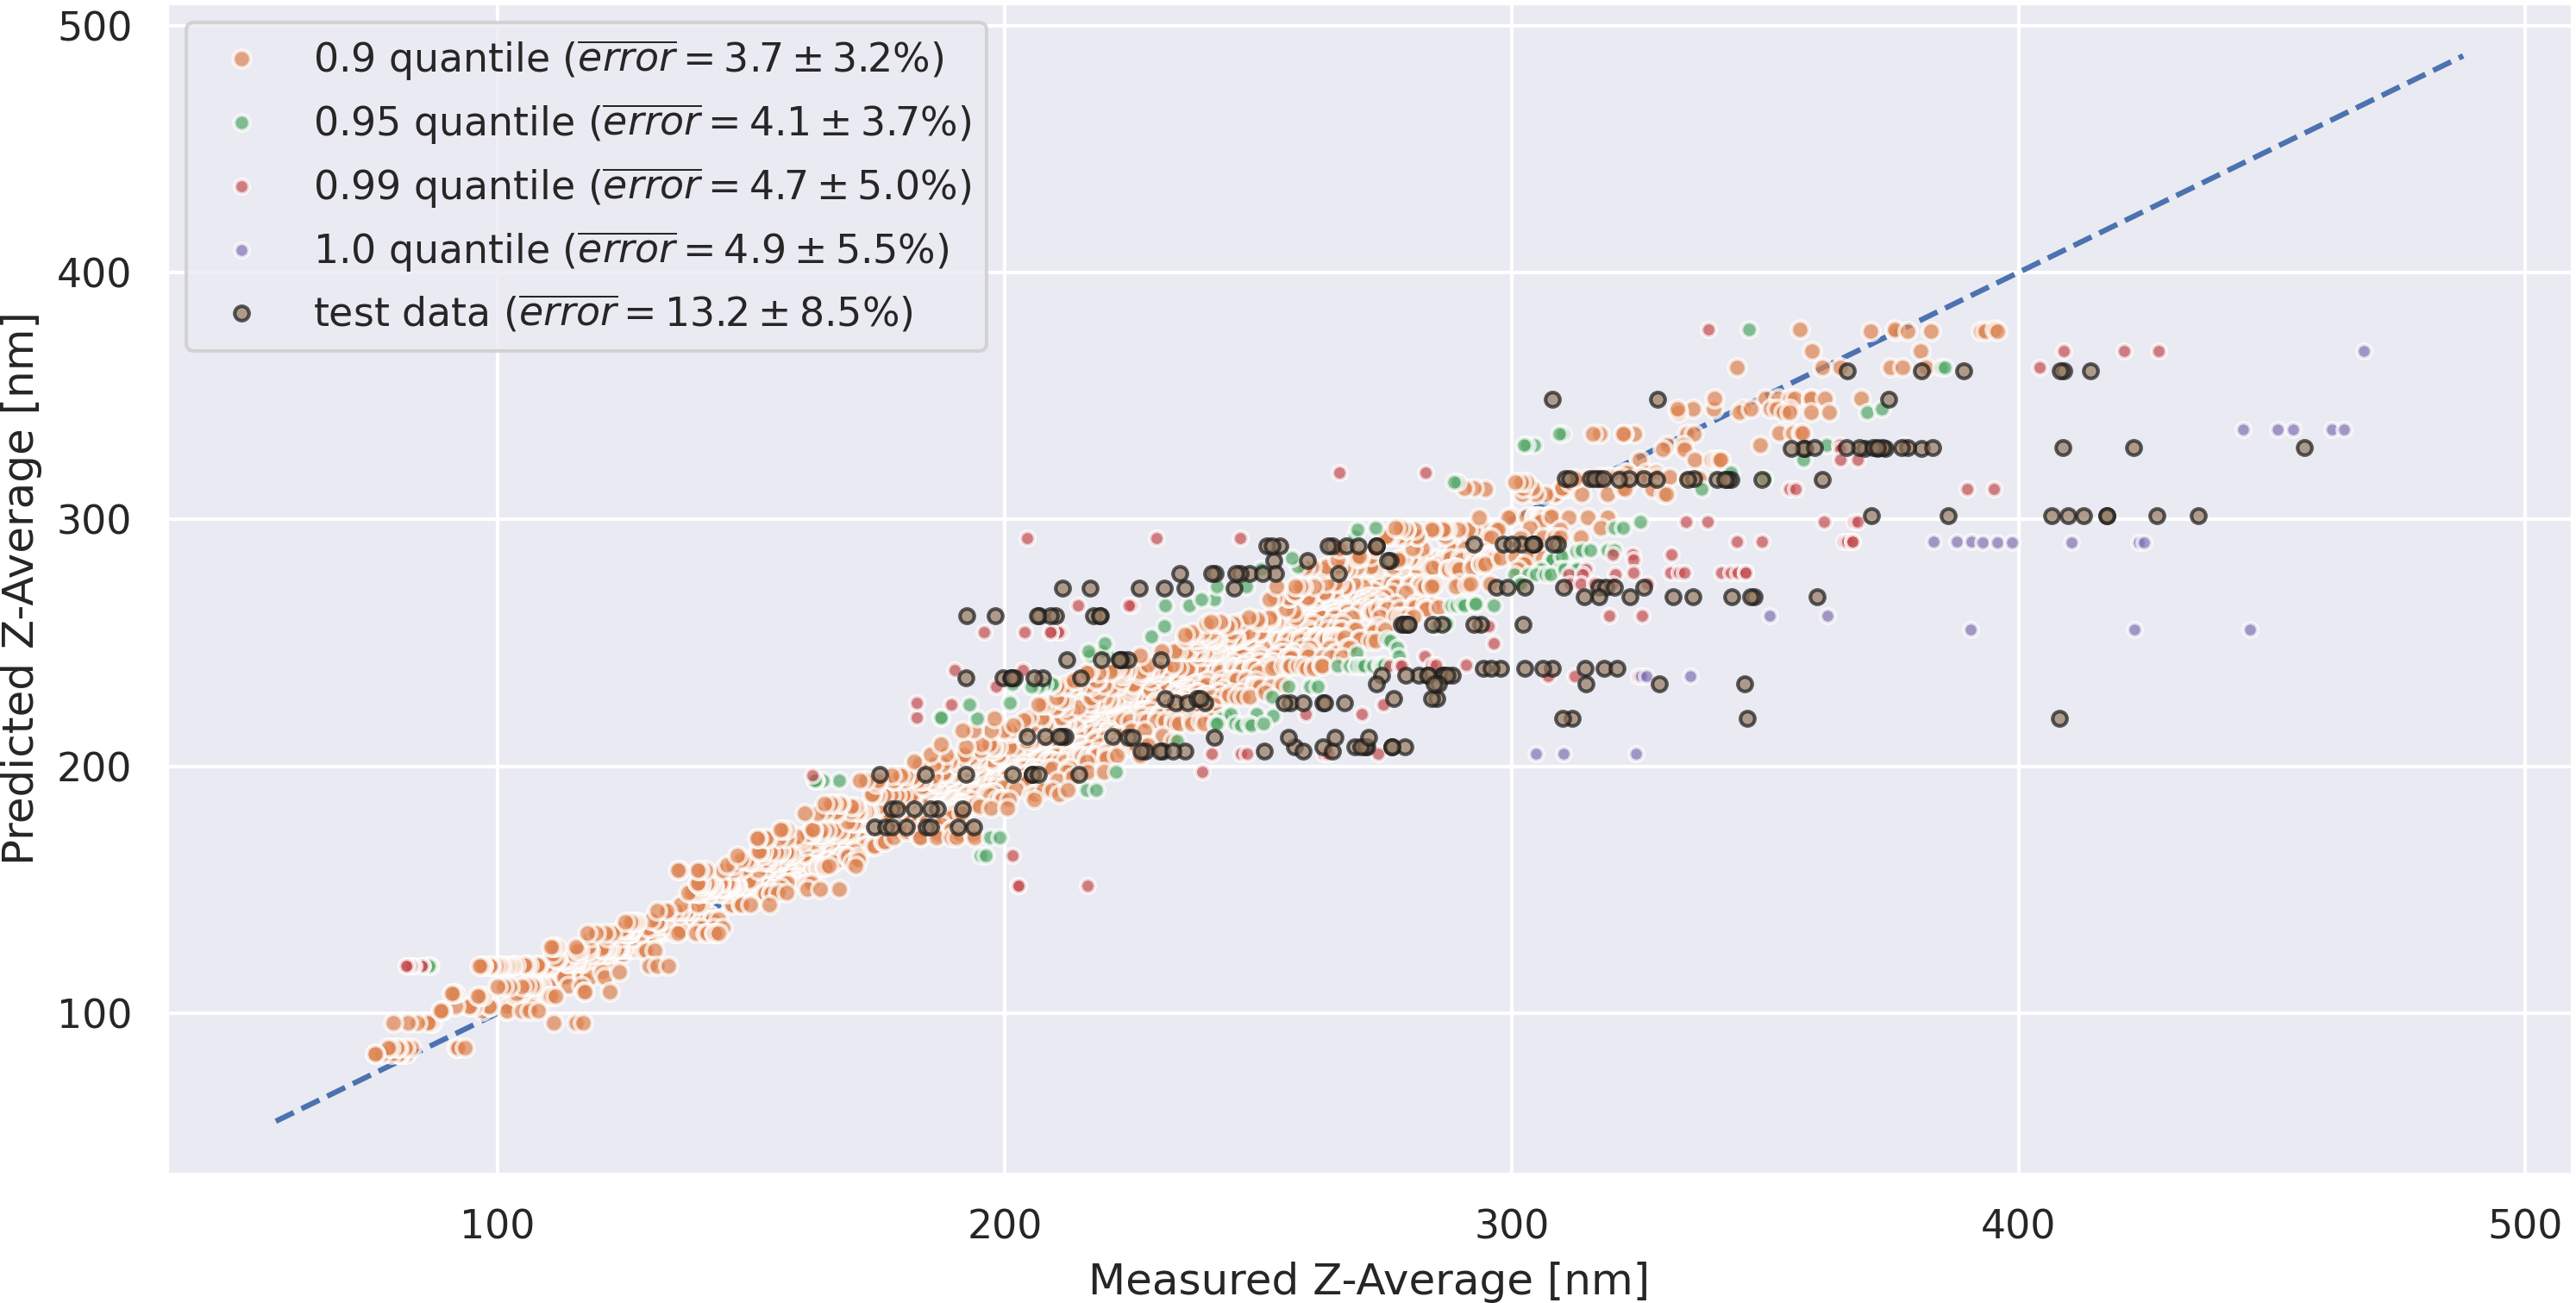 0.9 quantile (error = 3.7 ± 3.2%)
0.95 quantile (error = 4.1 ± 3.7%)
0.99 quantile (error = 4.7 ± 5.0%)
1.0 quantile (error = 4.9 ± 5.5%)
test data (error = 13.2 ± 8.5%)
Predicted Z-Average [nm]
500
400
300
200
100
100 200 300 400 500
Measured Z-Average [nm]